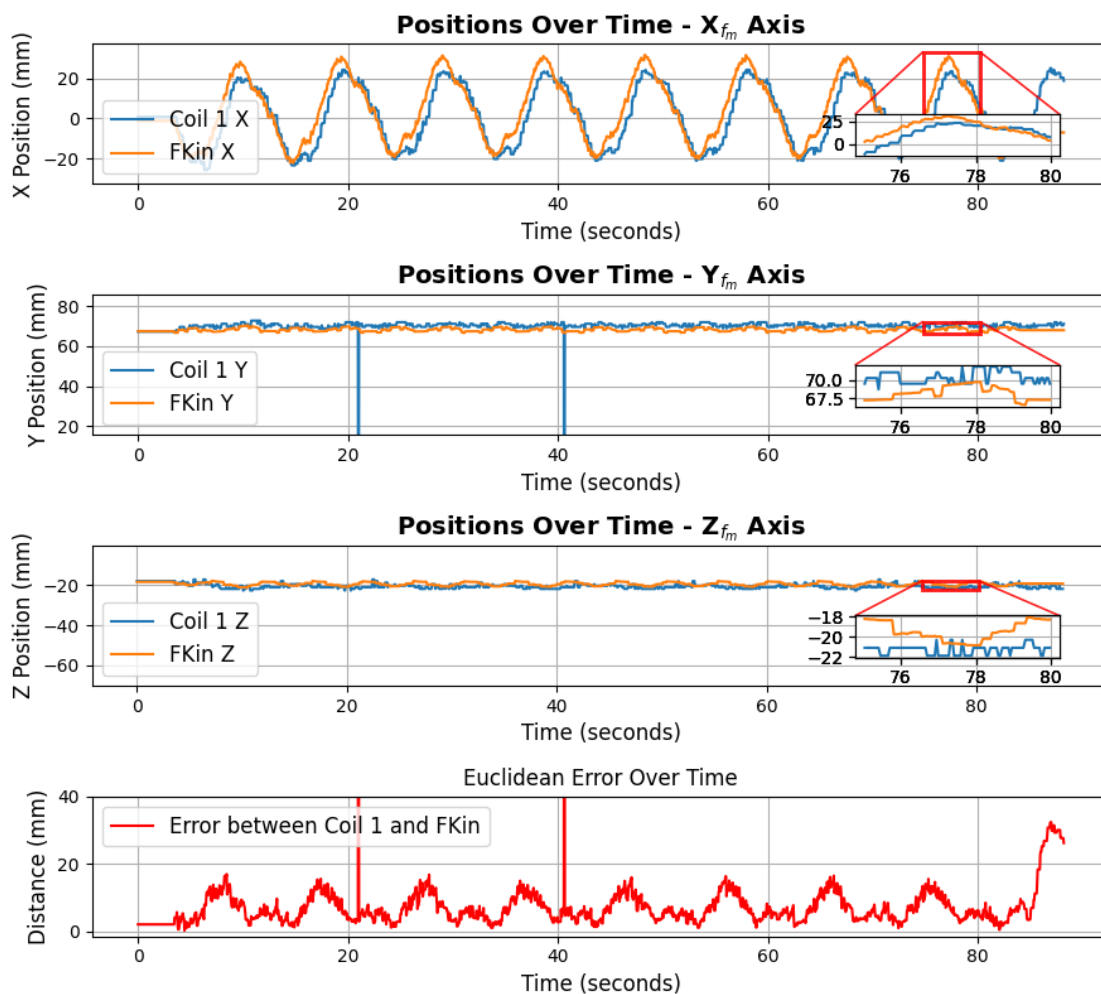 Positions Over Time - X_{f_m} Axis
X Position (mm)
20
0
−20
Coil 1 X
FKin X
25
0
76 78 80
0 20 40 60 80
Time (seconds)
Positions Over Time - Y_{f_m} Axis
Y Position (mm)
80
60
40
20
Coil 1 Y
FKin Y
70.0
67.5
76 78 80
0 20 40 60 80
Time (seconds)
Positions Over Time - Z_{f_m} Axis
Z Position (mm)
−20
−40
−60
Coil 1 Z
FKin Z
−18
−20
−22
76 78 80
0 20 40 60 80
Time (seconds)
Euclidean Error Over Time
Distance (mm)
40
20
0
Error between Coil 1 and FKin
0 20 40 60 80
Time (seconds)